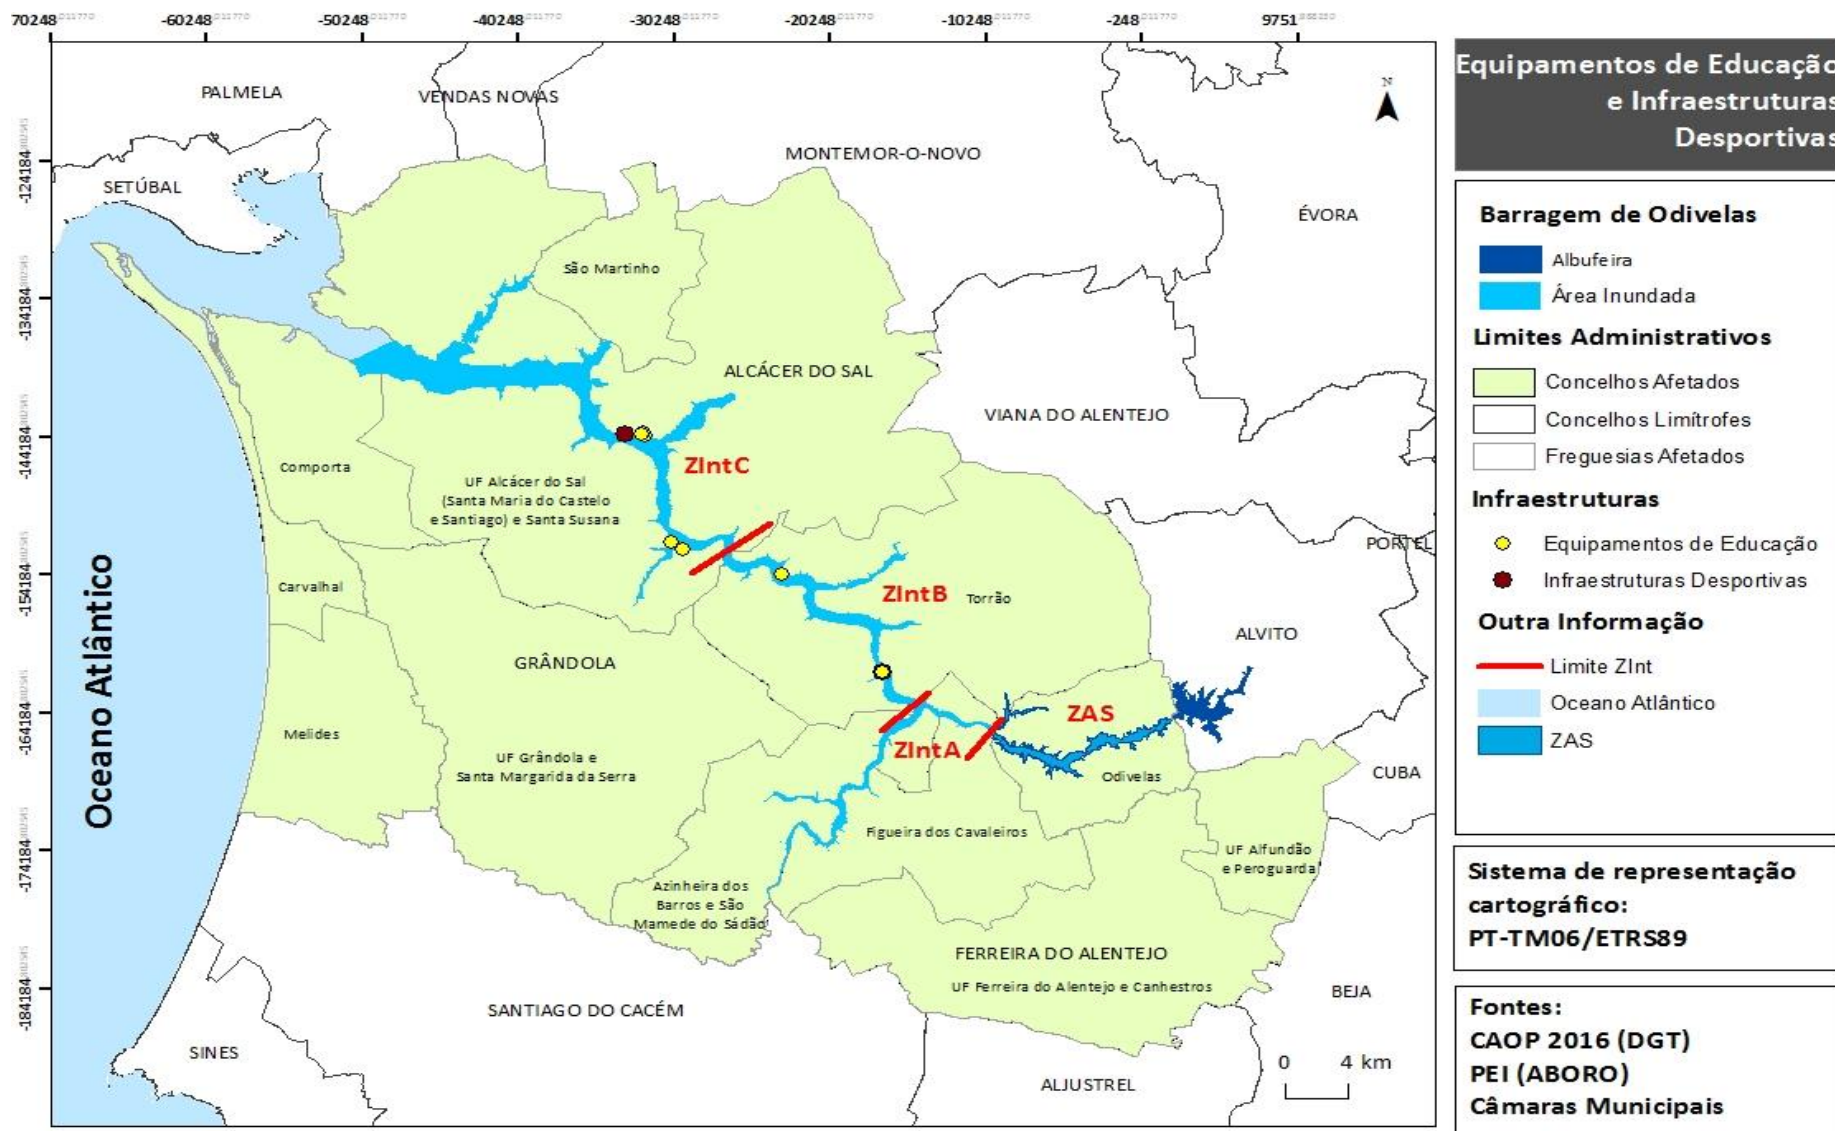 70248 -60248 -50248 -40248 -30248 -20248 -10248 -248 9751
-124184
-134184
-144184
-154184
-164184
-174184
-184184
PALMELA
VENDAS NOVAS
MONTEMOR-O-NOVO
SETÚBAL
ÉVORA
N
São Martinho
ALCÁCER DO SAL
VIANA DO ALENTEJO
Comporta
UF Alcácer do Sal
(Santa Maria do Castelo
e Santiago) e Santa Susana
ZIntC
PORTEL
Carvalhal
ZIntB
Torrão
ALVITO
Oceano Atlântico
GRÂNDOLA
Melides
ZAS
UF Grândola e
Santa Margarida da Serra
ZIntA
Odivelas
CUBA
Figueira dos Cavaleiros
UF Alfundão
e Peroguarda
Azinheira dos
Barros e São
Mamede do Sádão
FERREIRA DO ALENTEJO
UF Ferreira do Alentejo e Canhestros
BEJA
SANTIAGO DO CACÉM
SINES
ALJUSTREL
0 4 km
Equipamentos de Educação
e Infraestruturas
Desportivas
Barragem de Odivelas
Albufeira
Área Inundada
Limites Administrativos
Concelhos Afetados
Concelhos Limítrofes
Freguesias Afetados
Infraestruturas
Equipamentos de Educação
Infraestruturas Desportivas
Outra Informação
Limite ZInt
Oceano Atlântico
ZAS
Sistema de representação
cartográfico:
PT-TM06/ETRS89
Fontes:
CAOP 2016 (DGT)
PEI (ABORO)
Câmaras Municipais